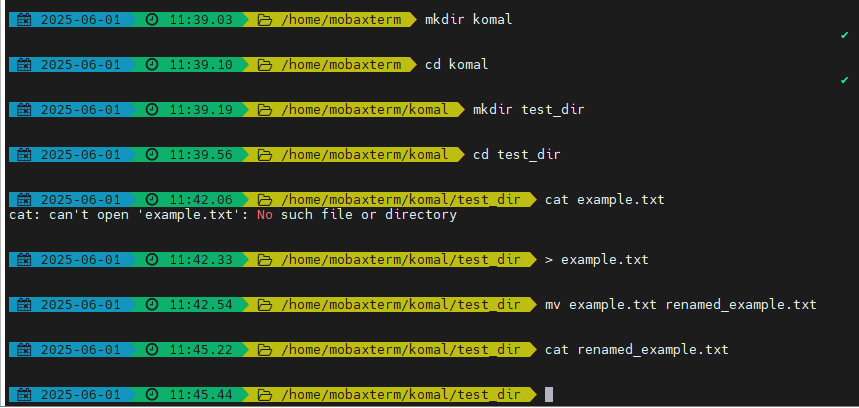 2025-06-01 11:39.03 /home/mobaxterm mkdir komal
✔
2025-06-01 11:39.10 /home/mobaxterm cd komal
✔
2025-06-01 11:39.19 /home/mobaxterm/komal mkdir test_dir
2025-06-01 11:39.56 /home/mobaxterm/komal cd test_dir
2025-06-01 11:42.06 /home/mobaxterm/komal/test_dir cat example.txt
cat: can't open 'example.txt': No such file or directory
2025-06-01 11:42.33 /home/mobaxterm/komal/test_dir > example.txt
2025-06-01 11:42.54 /home/mobaxterm/komal/test_dir mv example.txt renamed_example.txt
2025-06-01 11:45.22 /home/mobaxterm/komal/test_dir cat renamed_example.txt
2025-06-01 11:45.44 /home/mobaxterm/komal/test_dir